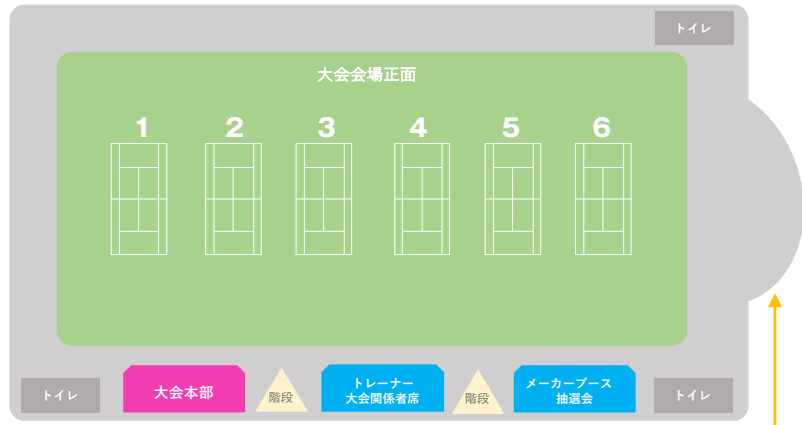 トイレ
大会会場正面
1 2 3 4 5 6
トイレ
大会本部
階段
トレーナー
大会関係者席
階段
メーカーブース
抽選会
トイレ